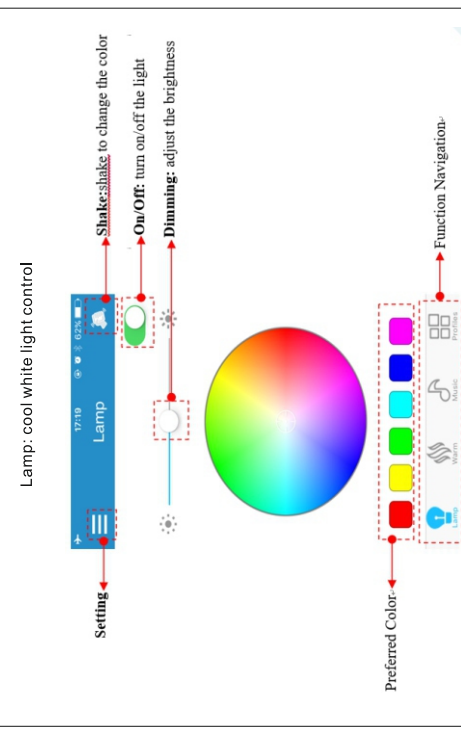 Lamp: cool white light control
Shake:shake to change the color
On/Off: turn on/off the light
Dimming: adjust the brightness
Setting
17:19
62%
Lamp
Preferred Color
Function Navigation
Lamp
Warm
Music
Profiles